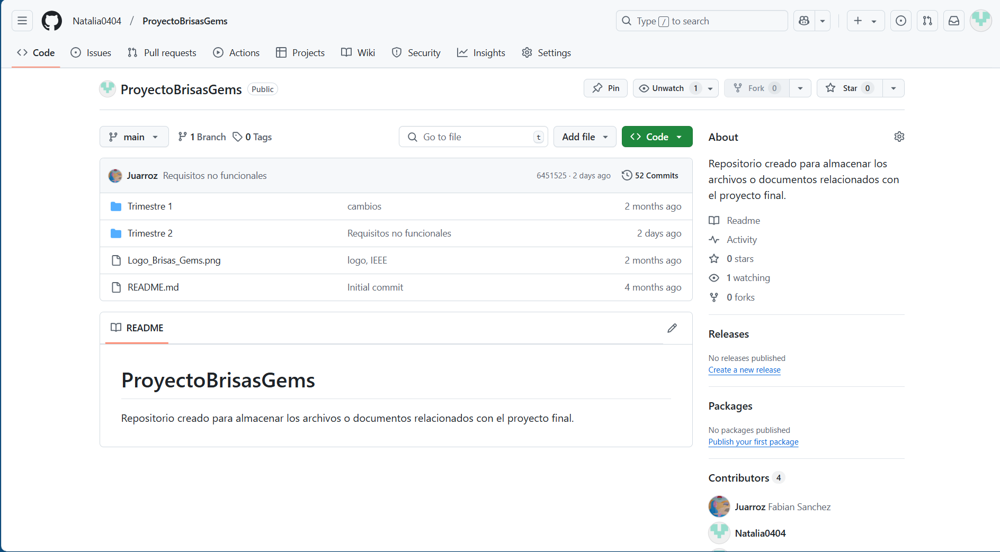 Natalia0404 / ProyectoBrisasGems
Type / to search
Code Issues Pull requests Actions Projects Wiki Security Insights Settings
ProyectoBrisasGems Public
Pin Unwatch 1 Fork 0 Star 0
main 1 Branch 0 Tags
Go to file t Add file Code
Juarroz Requisitos no funcionales 6451525 · 2 days ago 52 Commits
Trimestre 1 cambios 2 months ago
Trimestre 2 Requisitos no funcionales 2 days ago
Logo_Brisas_Gems.png logo, IEEE 2 months ago
README.md Initial commit 4 months ago
README
ProyectoBrisasGems
Repositorio creado para almacenar los archivos o documentos relacionados con el proyecto final.
About
Repositorio creado para almacenar los
archivos o documentos relacionados con
el proyecto final.
Readme
Activity
0 stars
1 watching
0 forks
Releases
No releases published
Create a new release
Packages
No packages published
Publish your first package
Contributors 4
Juarroz Fabian Sanchez
Natalia0404